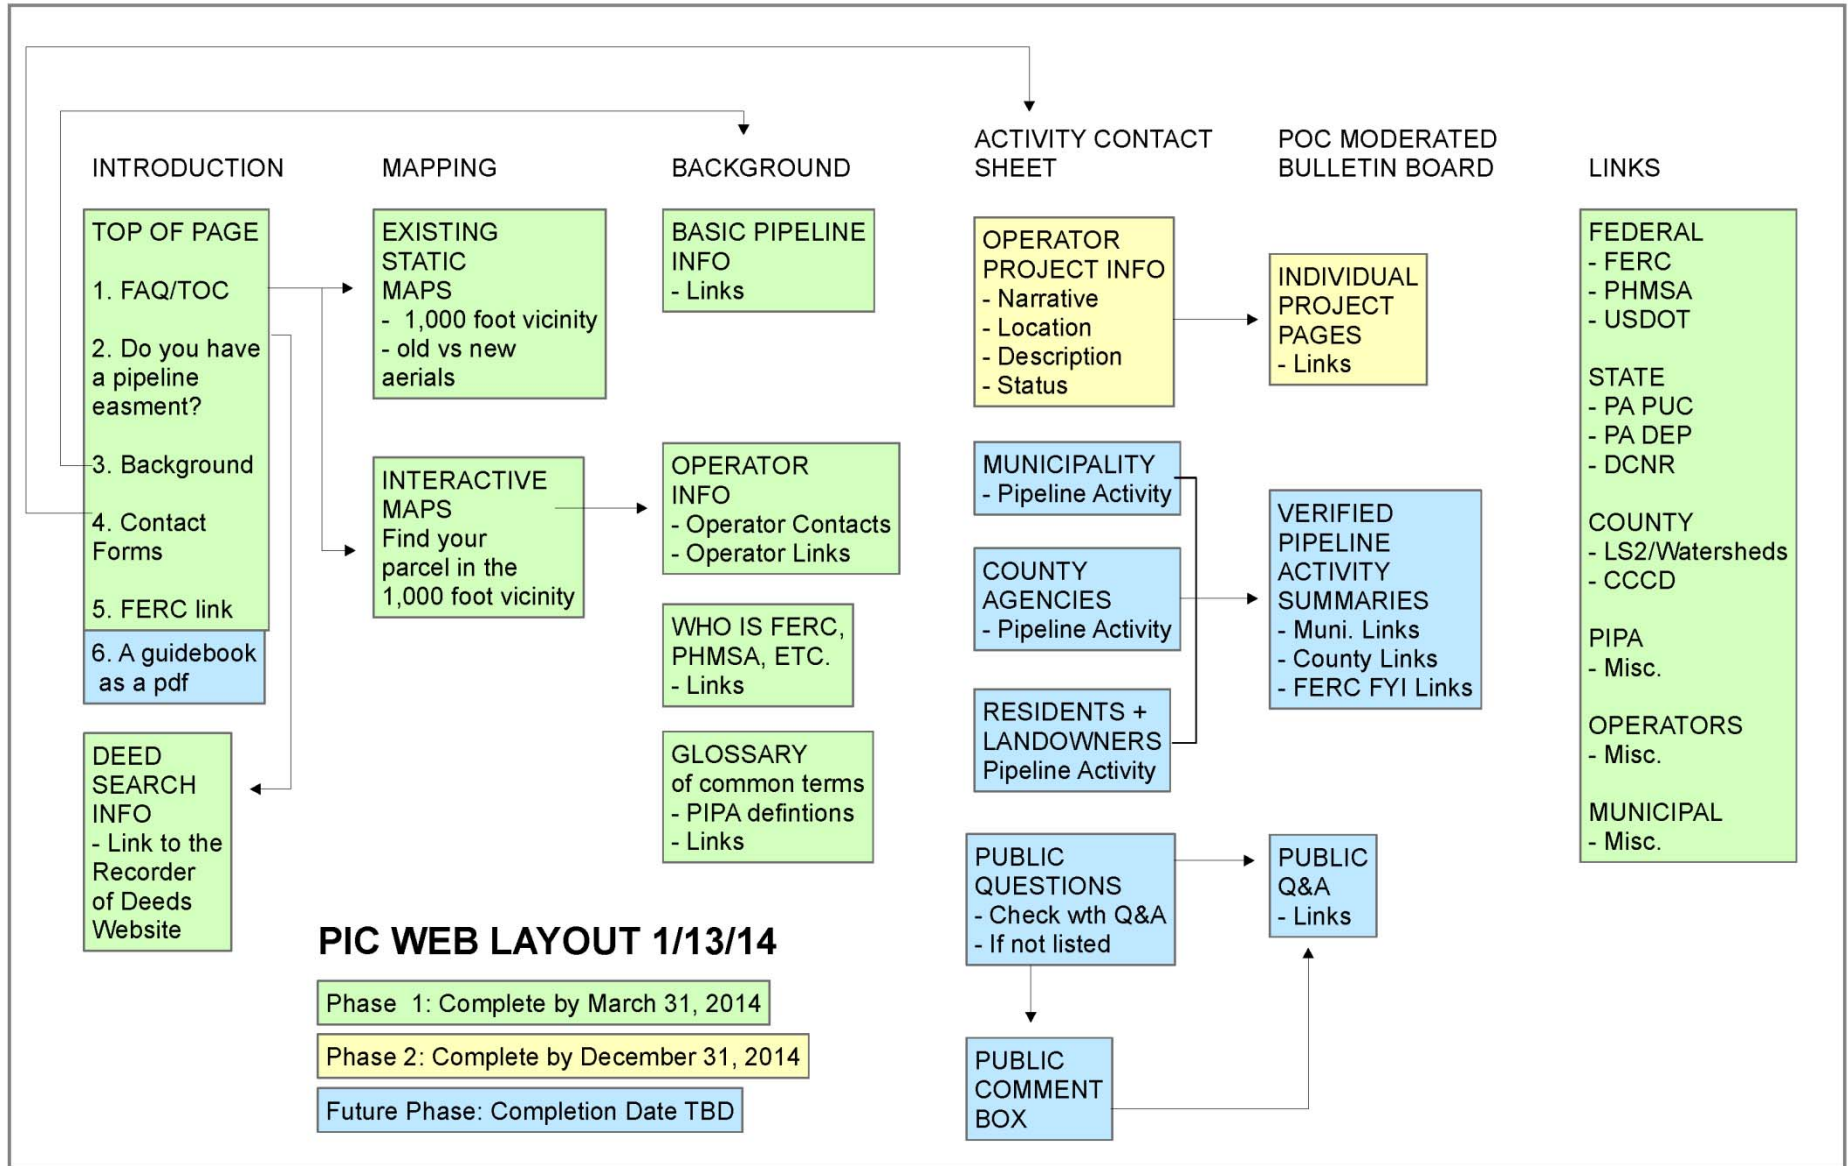 INTRODUCTION
TOP OF PAGE
1. FAQ/TOC
2. Do you have
a pipeline
easment?
3. Background
4. Contact
Forms
5. FERC link
6. A guidebook
as a pdf
DEED
SEARCH
INFO
- Link to the
Recorder
of Deeds
Website
MAPPING
EXISTING
STATIC
MAPS
- 1,000 foot vicinity
- old vs new
aerials
INTERACTIVE
MAPS
Find your
parcel in the
1,000 foot vicinity
BACKGROUND
BASIC PIPELINE
INFO
- Links
OPERATOR
INFO
- Operator Contacts
- Operator Links
WHO IS FERC,
PHMSA, ETC.
- Links
GLOSSARY
of common terms
- PIPA defintions
- Links
ACTIVITY CONTACT
SHEET
OPERATOR
PROJECT INFO
- Narrative
- Location
- Description
- Status
MUNICIPALITY
- Pipeline Activity
COUNTY
AGENCIES
- Pipeline Activity
RESIDENTS +
LANDOWNERS
Pipeline Activity
PUBLIC
QUESTIONS
- Check wth Q&A
- If not listed
PUBLIC
COMMENT
BOX
POC MODERATED
BULLETIN BOARD
INDIVIDUAL
PROJECT
PAGES
- Links
VERIFIED
PIPELINE
ACTIVITY
SUMMARIES
- Muni. Links
- County Links
- FERC FYI Links
PUBLIC
Q&A
- Links
LINKS
FEDERAL
- FERC
- PHMSA
- USDOT
STATE
- PA PUC
- PA DEP
- DCNR
COUNTY
- LS2/Watersheds
- CCCD
PIPA
- Misc.
OPERATORS
- Misc.
MUNICIPAL
- Misc.
PIC WEB LAYOUT 1/13/14
Phase 1: Complete by March 31, 2014
Phase 2: Complete by December 31, 2014
Future Phase: Completion Date TBD